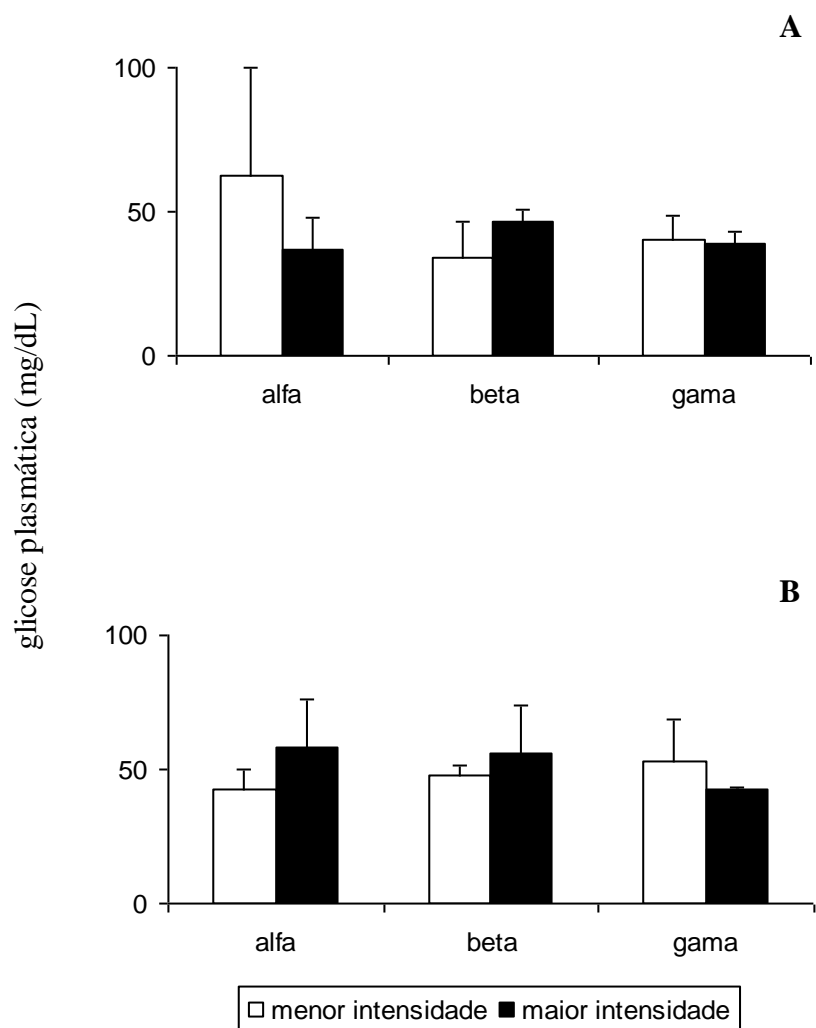 A
100
50
0
alfa beta gama
glicose plasmática (mg/dL)
B
100
50
0
alfa beta gama
menor intensidade maior intensidade